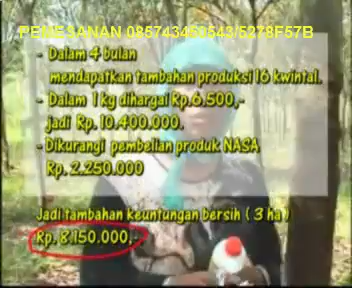 PEMESANAN 085743450543/5278F57B
- Dalam 4 bulan
mendapatkan tambahan produksi 16 kwintal.
- Dalam 1 kg dihargai Rp.6.500,-
jadi Rp. 10.400.000.
- Dikurangi pembelian produk NASA
Rp. 2.250.000
Jadi tambahan keuntungan bersih ( 3 ha )
Rp. 8.150.000,-